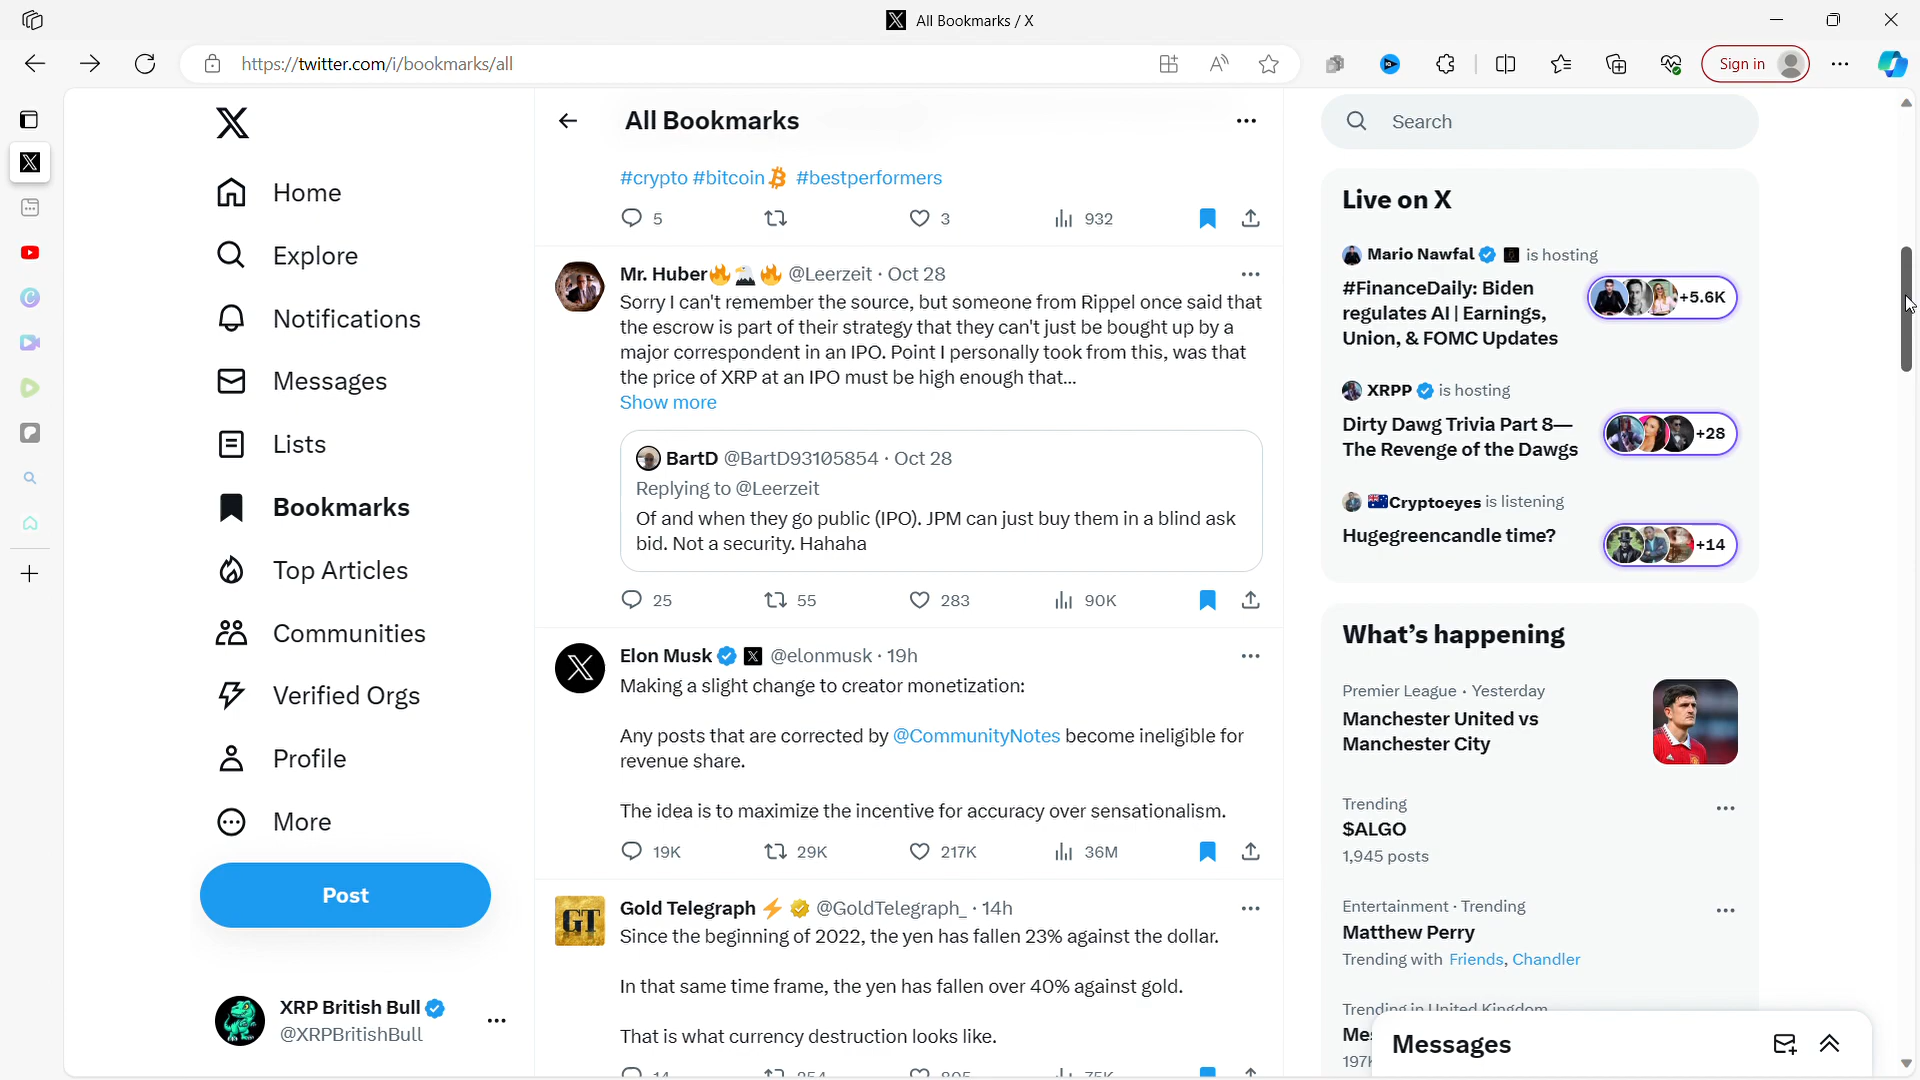 All Bookmarks / X
https://twitter.com/i/bookmarks/all
Sign in
Home
Explore
Notifications
Messages
Lists
Bookmarks
Top Articles
Communities
Verified Orgs
Profile
More
Post
XRP British Bull
@XRPBritishBull
All Bookmarks
#crypto #bitcoin #bestperformers
5 3 932
Mr. Huber🔥🦅🔥 @Leerzeit · Oct 28
Sorry I can't remember the source, but someone from Rippel once said that
the escrow is part of their strategy that they can't just be bought up by a
major correspondent in an IPO. Point I personally took from this, was that
the price of XRP at an IPO must be high enough that...
Show more
BartD @BartD93105854 · Oct 28
Replying to @Leerzeit
Of and when they go public (IPO). JPM can just buy them in a blind ask
bid. Not a security. Hahaha
25 55 283 90K
Elon Musk @elonmusk · 19h
Making a slight change to creator monetization:
Any posts that are corrected by @CommunityNotes become ineligible for
revenue share.
The idea is to maximize the incentive for accuracy over sensationalism.
19K 29K 217K 36M
GT
Gold Telegraph ⚡ @GoldTelegraph_ · 14h
Since the beginning of 2022, the yen has fallen 23% against the dollar.
In that same time frame, the yen has fallen over 40% against gold.
That is what currency destruction looks like.
Search
Live on X
Mario Nawfal is hosting
#FinanceDaily: Biden
regulates AI | Earnings,
Union, & FOMC Updates
+5.6K
XRPP is hosting
Dirty Dawg Trivia Part 8—
The Revenge of the Dawgs
+28
🇦🇺Cryptoeyes is listening
Hugegreencandle time?
+14
What's happening
Premier League · Yesterday
Manchester United vs
Manchester City
Trending
$ALGO
1,945 posts
Entertainment · Trending
Matthew Perry
Trending with Friends, Chandler
Trending in United Kingdom
Messages